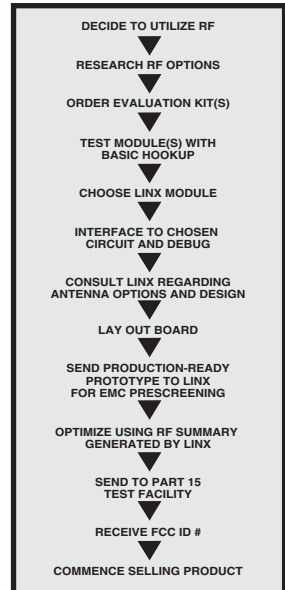 DECIDE TO UTILIZE RF
RESEARCH RF OPTIONS
ORDER EVALUATION KIT(S)
TEST MODULE(S) WITH
BASIC HOOKUP
CHOOSE LINX MODULE
INTERFACE TO CHOSEN
CIRCUIT AND DEBUG
CONSULT LINX REGARDING
ANTENNA OPTIONS AND DESIGN
LAY OUT BOARD
SEND PRODUCTION-READY
PROTOTYPE TO LINX
FOR EMC PRESCREENING
OPTIMIZE USING RF SUMMARY
GENERATED BY LINX
SEND TO PART 15
TEST FACILITY
RECEIVE FCC ID #
COMMENCE SELLING PRODUCT